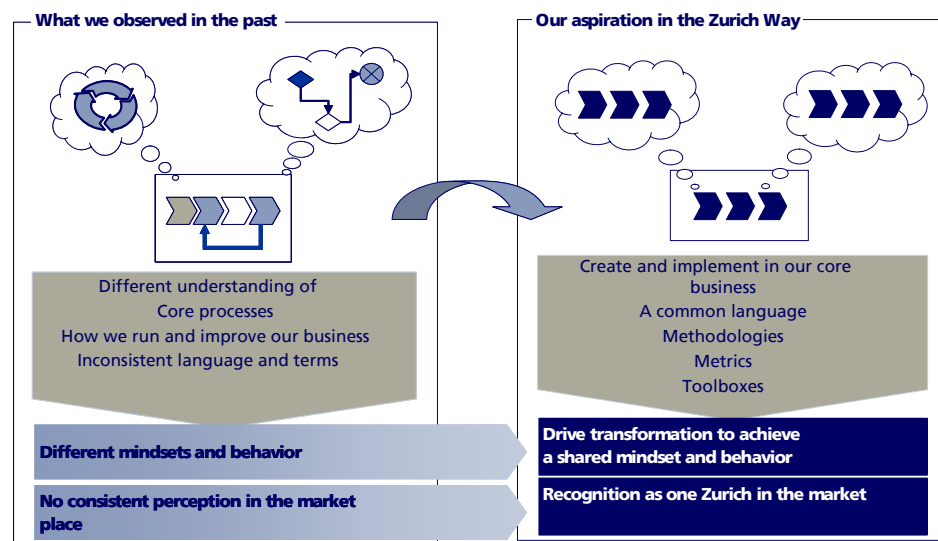 What we observed in the past
Different understanding of
Core processes
How we run and improve our business
Inconsistent language and terms
Different mindsets and behavior
No consistent perception in the market
place
Our aspiration in the Zurich Way
Create and implement in our core
business
A common language
Methodologies
Metrics
Toolboxes
Drive transformation to achieve
a shared mindset and behavior
Recognition as one Zurich in the market